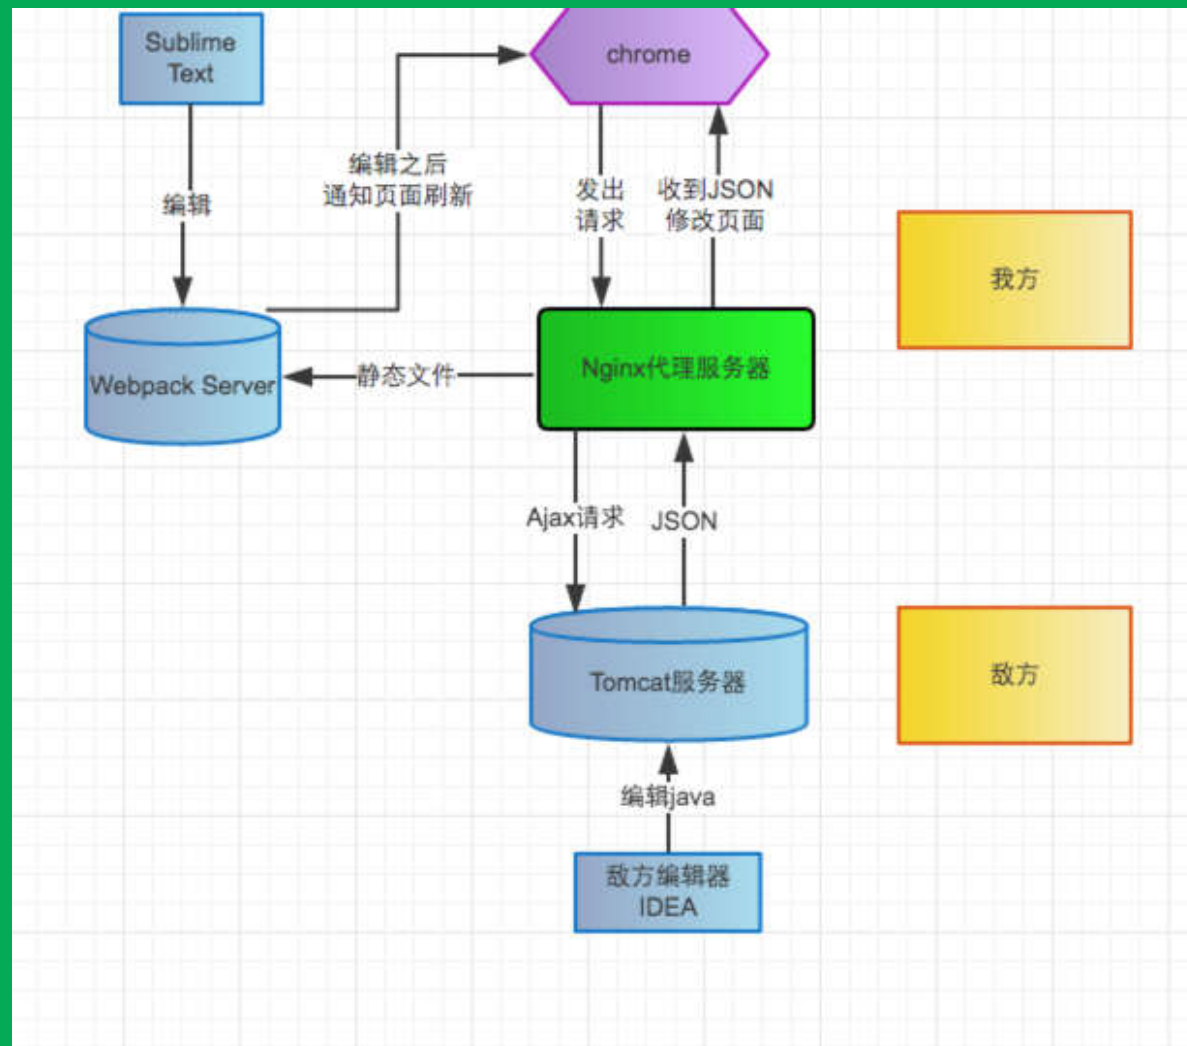 Sublime
Text
chrome
编辑之后
通知页面刷新
编辑
发出
请求
收到JSON
修改页面
我方
Webpack Server
静态文件
Nginx代理服务器
Ajax请求
JSON
Tomcat服务器
敌方
编辑java
敌方编辑器
IDEA